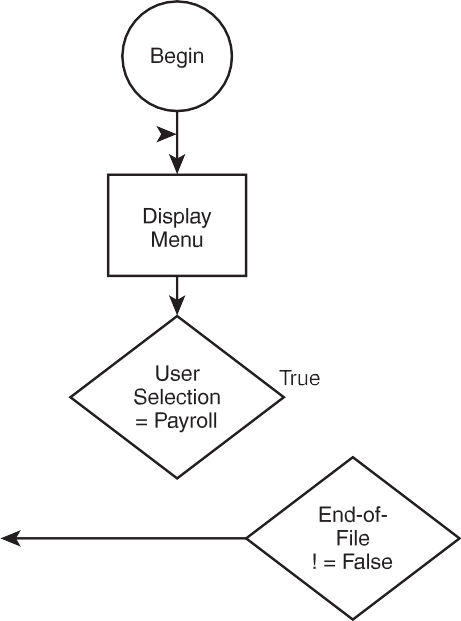 Begin
Display
Menu
User
Selection
= Payroll
True
End-of-
File
! = False